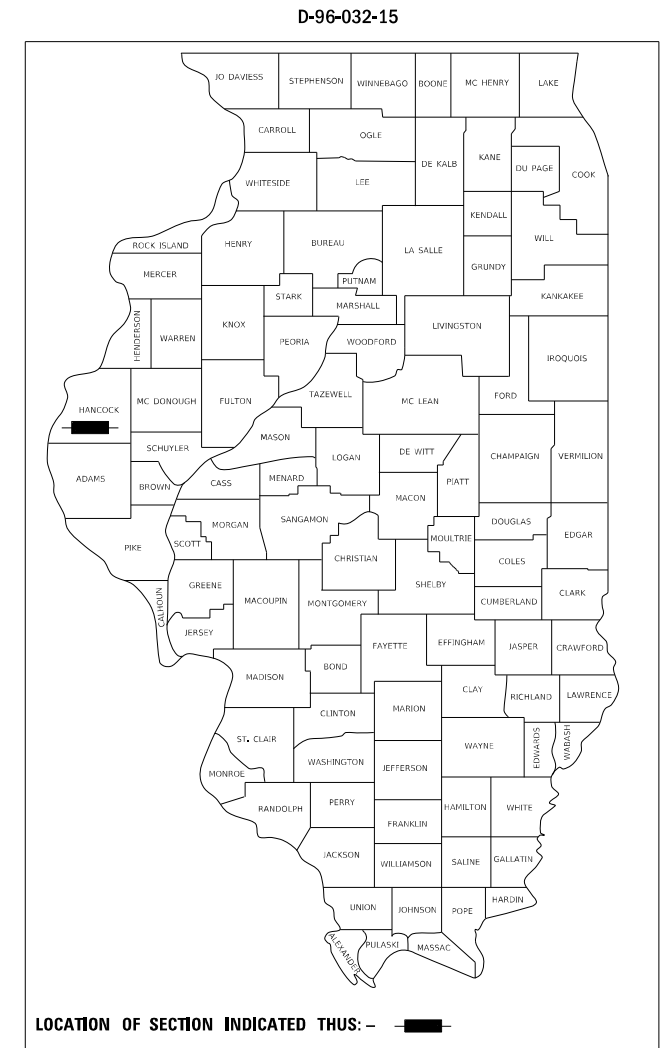 D-96-032-15
JO DAVIESS STEPHENSON WINNEBAGO BOONE MC HENRY LAKE
CARROLL OGLE
DE KALB KANE DU PAGE COOK
WHITESIDE LEE
KENDALL
ROCK ISLAND HENRY BUREAU LA SALLE WILL
MERCER PUTNAM GRUNDY
STARK MARSHALL KANKAKEE
HENDERSON WARREN KNOX PEORIA WOODFORD LIVINGSTON
IROQUOIS
HANCOCK MC DONOUGH FULTON TAZEWELL MC LEAN FORD
MASON
SCHUYLER LOGAN DE WITT CHAMPAIGN VERMILION
ADAMS BROWN CASS MENARD PIATT
MACON
MORGAN SANGAMON DOUGLAS
PIKE SCOTT CHRISTIAN MOULTRIE EDGAR
COLES
GREENE SHELBY
CALHOUN MACOUPIN MONTGOMERY CUMBERLAND CLARK
JERSEY
FAYETTE EFFINGHAM JASPER CRAWFORD
MADISON BOND
CLAY RICHLAND LAWRENCE
CLINTON MARION
ST. CLAIR WAYNE EDWARDS WABASH
WASHINGTON JEFFERSON
MONROE
RANDOLPH PERRY HAMILTON WHITE
FRANKLIN
JACKSON WILLIAMSON SALINE GALLATIN
UNION JOHNSON POPE HARDIN
ALEXANDER PULASKI MASSAC
LOCATION OF SECTION INDICATED THUS: –